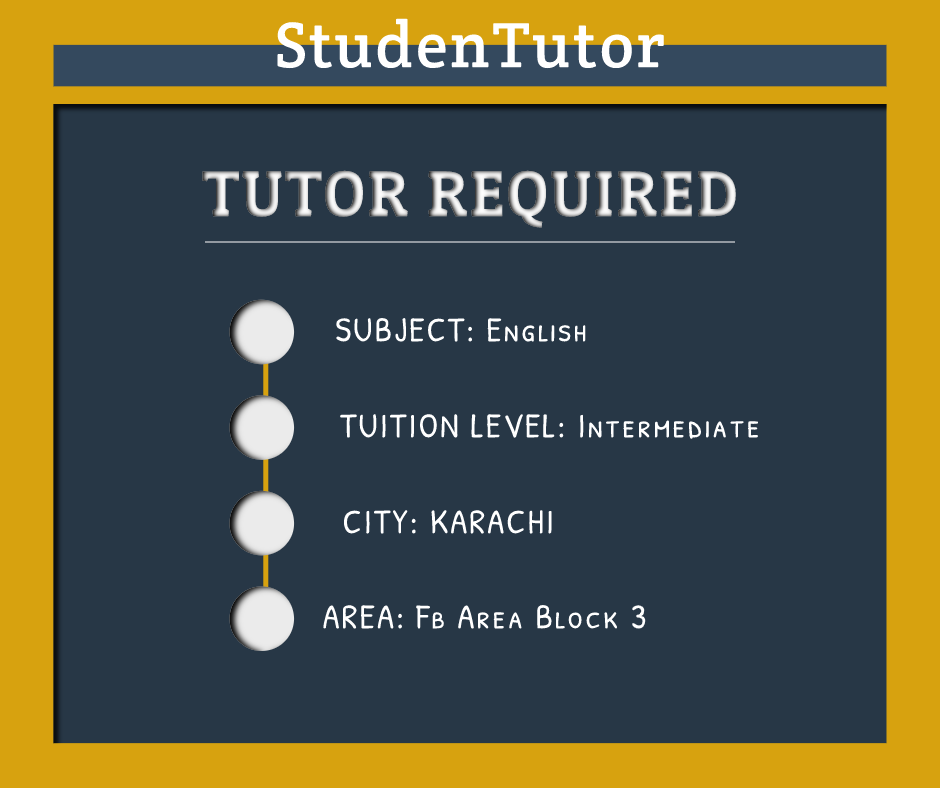 StudenTutor
TUTOR REQUIRED
SUBJECT: English
TUITION LEVEL: Intermediate
CITY: KARACHI
AREA: Fb Area Block 3